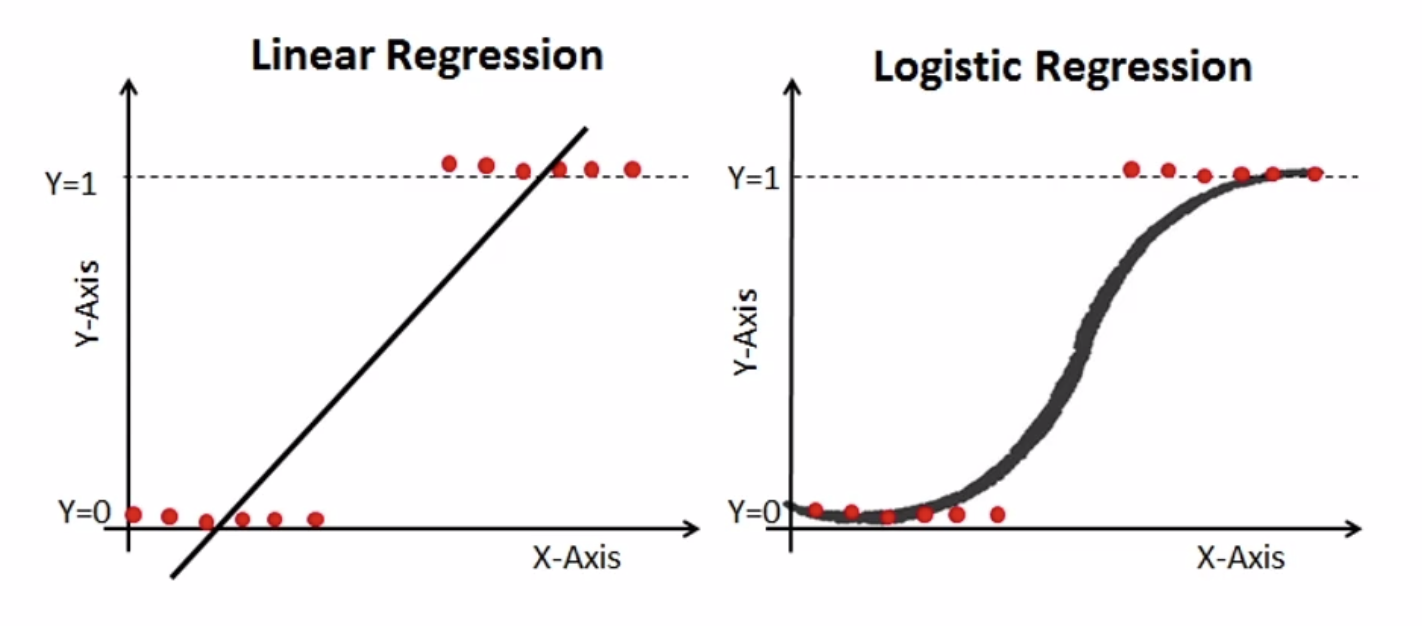 Linear Regression
Y=1
Y-Axis
Y=0
X-Axis
Logistic Regression
Y=1
Y-Axis
Y=0
X-Axis